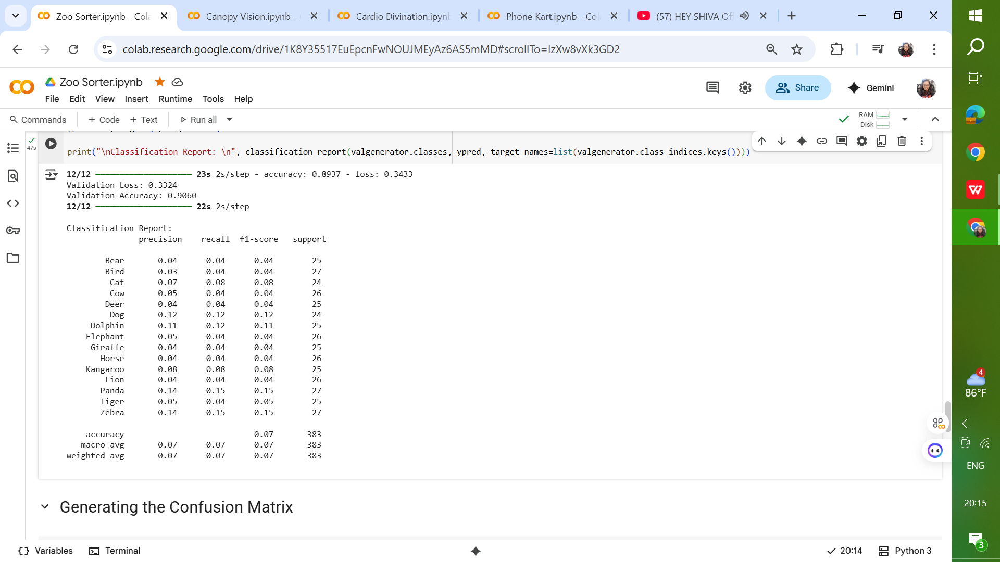 Zoo Sorter.ipynb - Cola
Canopy Vision.ipynb -
Cardio Divination.ipynb
Phone Kart.ipynb - Col
(57) HEY SHIVA Off
colab.research.google.com/drive/1K8Y35517EuEpcnFwNOUJMEyAz6AS5mMD#scrollTo=IzXw8vXk3GD2
Zoo Sorter.ipynb
File Edit View Insert Runtime Tools Help
Share
Gemini
Commands + Code + Text Run all
RAM
Disk
47s
print("\nClassification Report: \n", classification_report(valgenerator.classes, ypred, target_names=list(valgenerator.class_indices.keys())))
12/12 ━━━━━━━━━━━━━━━━━━━━ 23s 2s/step - accuracy: 0.8937 - loss: 0.3433
Validation Loss: 0.3324
Validation Accuracy: 0.9060
12/12 ━━━━━━━━━━━━━━━━━━━━ 22s 2s/step
Classification Report:
precision recall f1-score support
Bear 0.04 0.04 0.04 25
Bird 0.03 0.04 0.04 27
Cat 0.07 0.08 0.08 24
Cow 0.05 0.04 0.04 26
Deer 0.04 0.04 0.04 25
Dog 0.12 0.12 0.12 24
Dolphin 0.11 0.12 0.11 25
Elephant 0.05 0.04 0.04 26
Giraffe 0.04 0.04 0.04 25
Horse 0.04 0.04 0.04 26
Kangaroo 0.08 0.08 0.08 25
Lion 0.04 0.04 0.04 26
Panda 0.14 0.15 0.15 27
Tiger 0.05 0.04 0.05 25
Zebra 0.14 0.15 0.15 27
accuracy 0.07 383
macro avg 0.07 0.07 0.07 383
weighted avg 0.07 0.07 0.07 383
Generating the Confusion Matrix
Variables
Terminal
20:14
Python 3
4
86°F
ENG
20:15
3